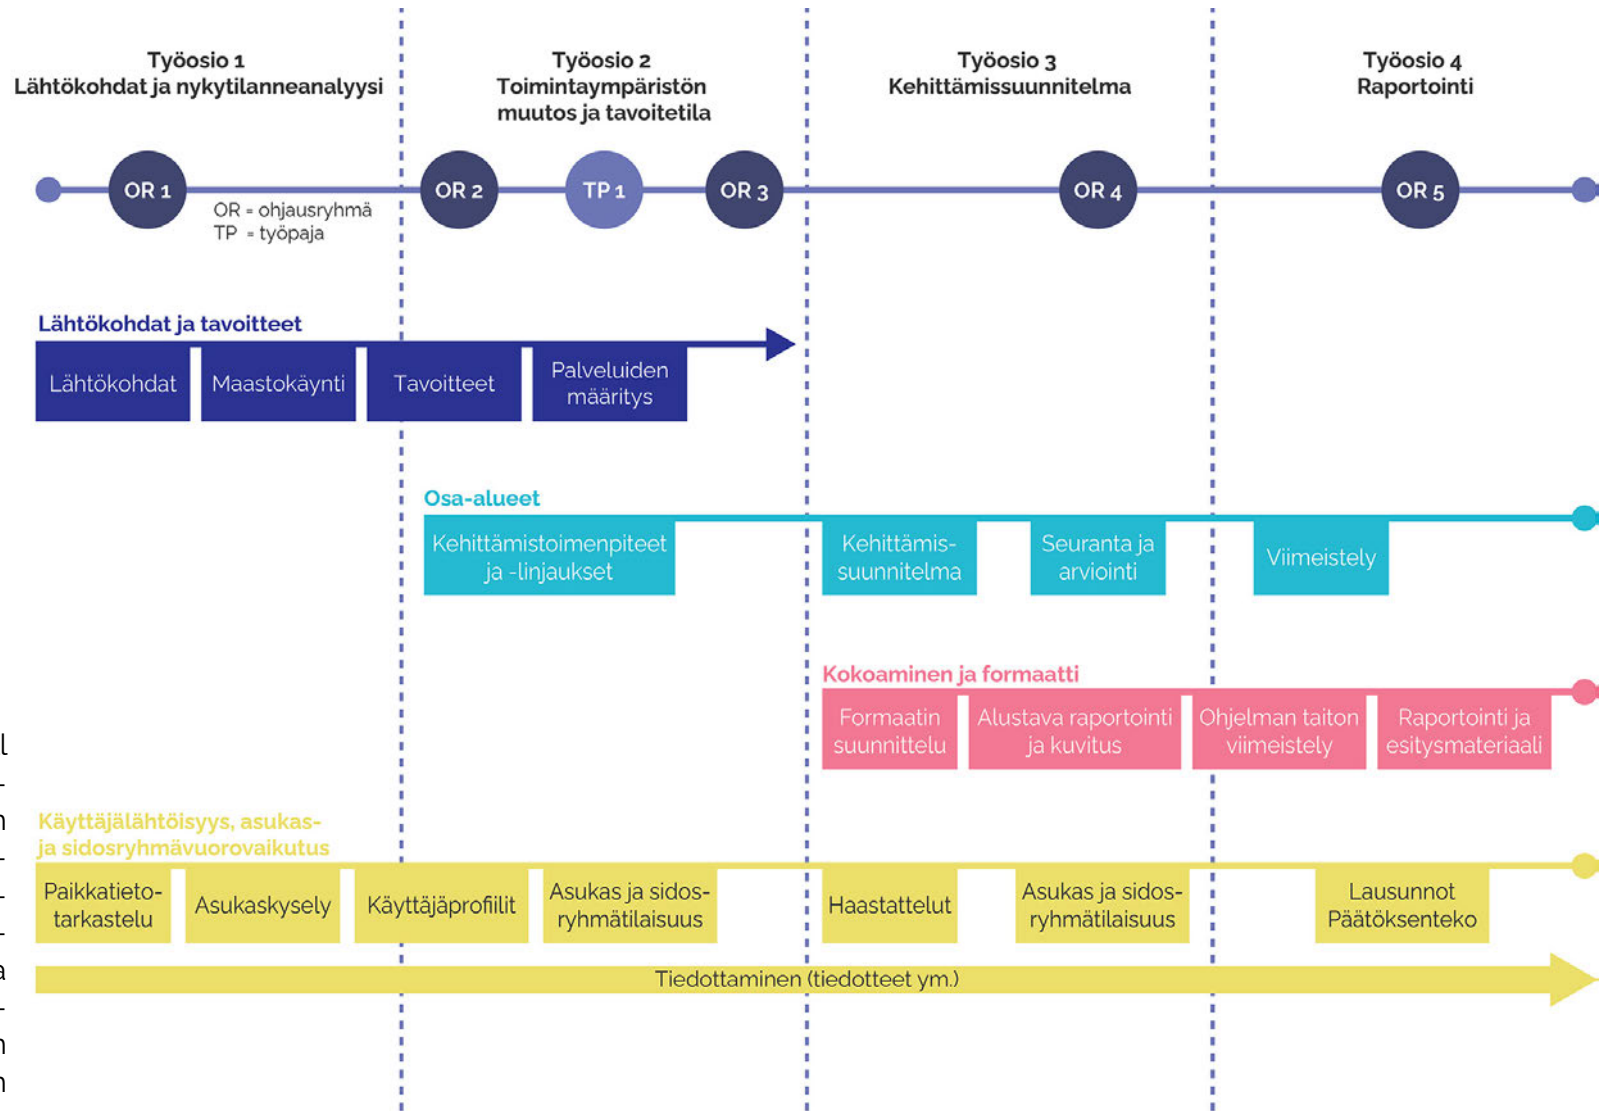 Työosio 1
Lähtökohdat ja nykytilanneanalyysi
Työosio 2
Toimintaympäristön
muutos ja tavoitetila
Työosio 3
Kehittämissuunnitelma
Työosio 4
Raportointi
OR 1
OR 2
TP 1
OR 3
OR 4
OR 5
OR = ohjausryhmä
TP = työpaja
Lähtökohdat ja tavoitteet
Lähtökohdat
Maastokäynti
Tavoitteet
Palveluiden
määritys
Osa-alueet
Kehittämistoimenpiteet
ja -linjaukset
Kehittämis-
suunnitelma
Seuranta ja
arviointi
Viimeistely
Kokoaminen ja formaatti
Formaatin
suunnittelu
Alustava raportointi
ja kuvitus
Ohjelman taiton
viimeistely
Raportointi ja
esitysmateriaali
Käyttäjälähtöisyys, asukas-
ja sidosryhmävuorovaikutus
Paikkatieto-
tarkastelu
Asukaskysely
Käyttäjäprofiilit
Asukas ja sidos-
ryhmätilaisuus
Haastattelut
Asukas ja sidos-
ryhmätilaisuus
Lausunnot
Päätöksenteko
Tiedottaminen (tiedotteet ym.)